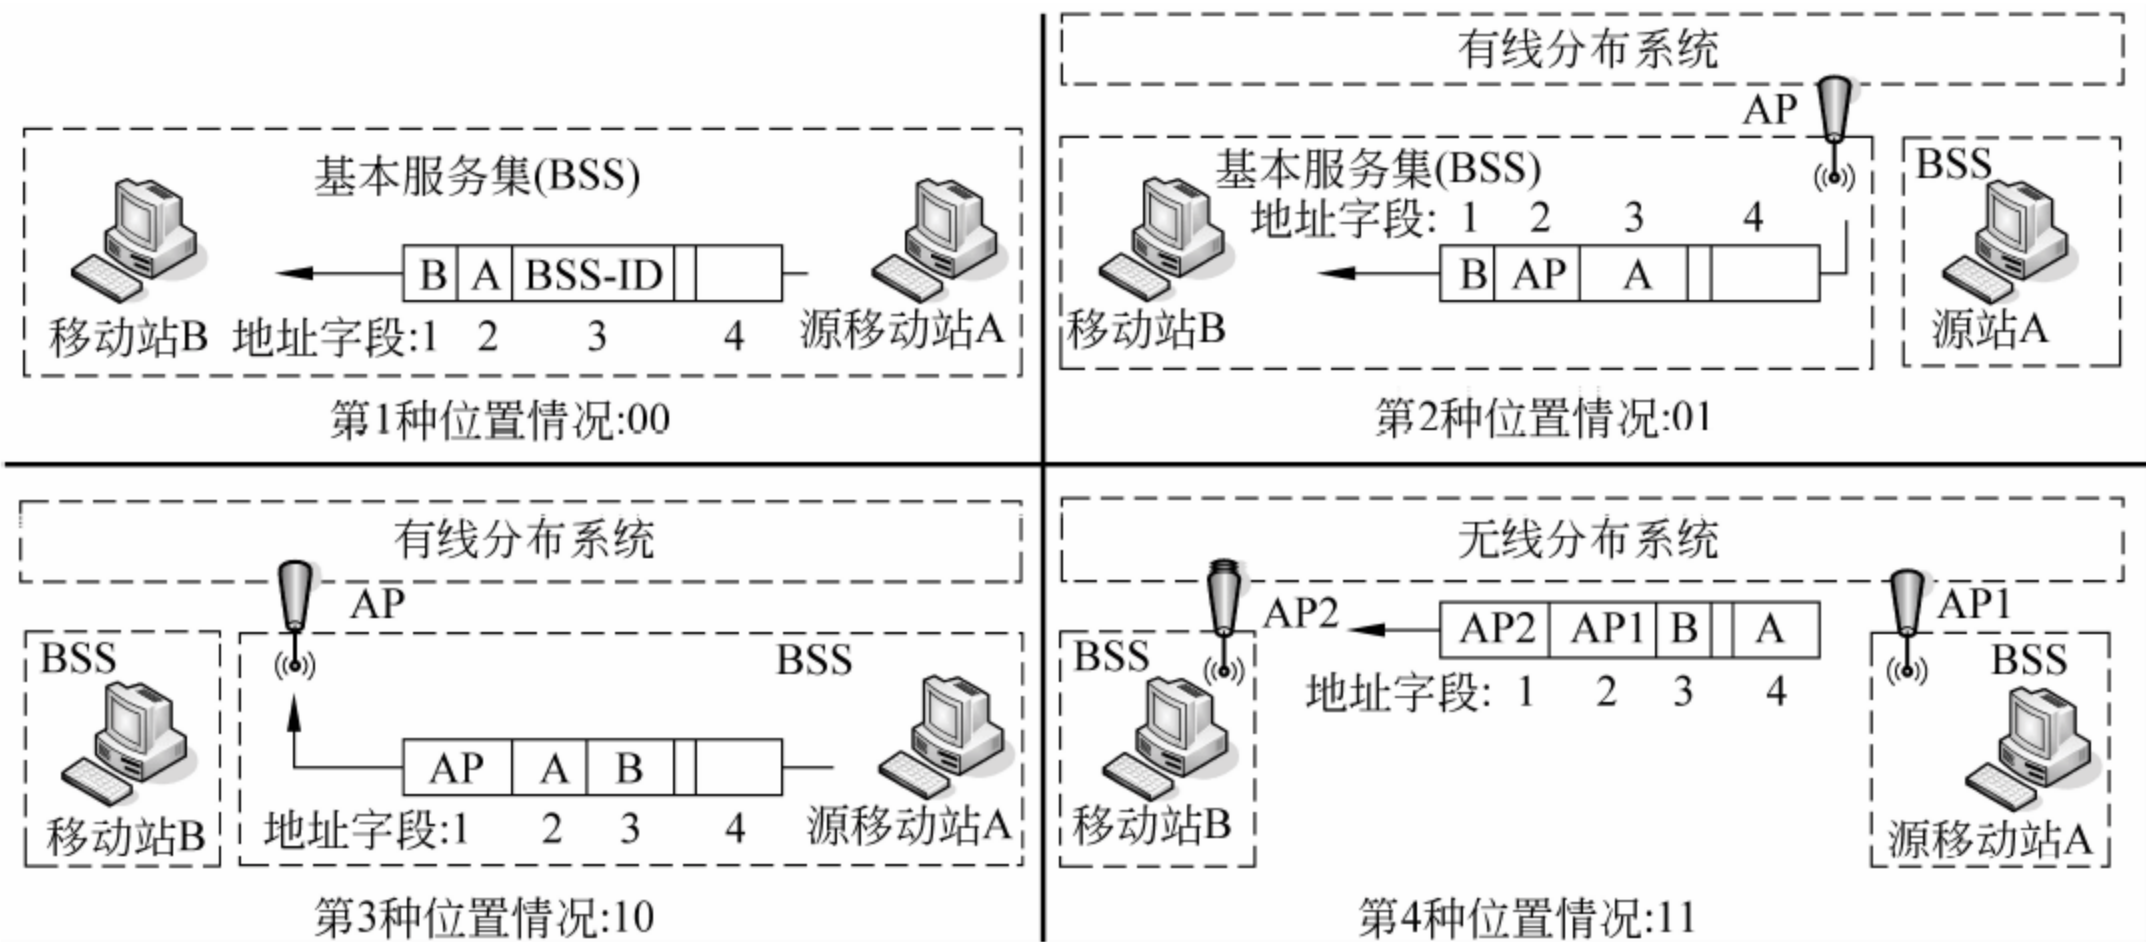 基本服务集(BSS)
B A BSS-ID
移动站B 地址字段:1 2 3 4 源移动站A
第1种位置情况:00
有线分布系统
AP
基本服务集(BSS) BSS
地址字段: 1 2 3 4
B AP A
移动站B 源站A
第2种位置情况:01
有线分布系统
AP
BSS BSS
AP A B
移动站B 地址字段:1 2 3 4 源移动站A
第3种位置情况:10
无线分布系统
AP2 AP2 AP1 B A AP1
BSS BSS
地址字段: 1 2 3 4
移动站B 源移动站A
第4种位置情况:11